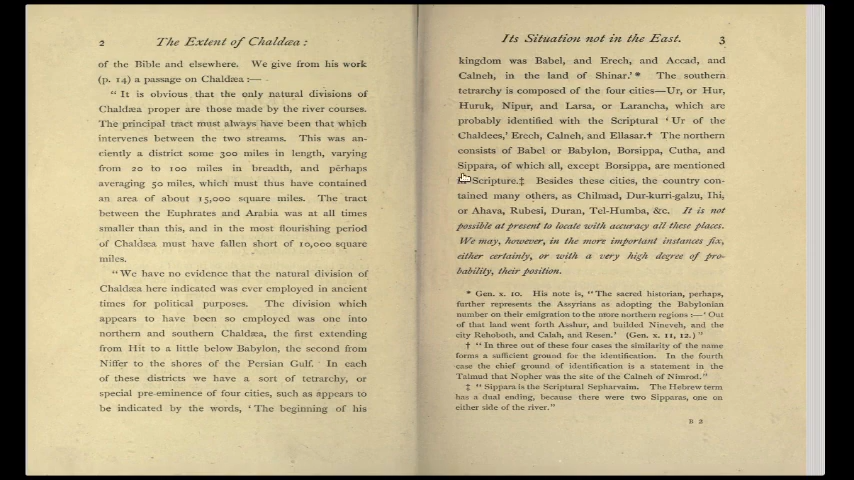 2 The Extent of Chaldæa :
of the Bible and elsewhere. We give from his work
(p. 14) a passage on Chaldæa :—
“ It is obvious that the only natural divisions of
Chaldæa proper are those made by the river courses.
The principal tract must always have been that which
intervenes between the two streams. This was an-
ciently a district some 300 miles in length, varying
from 20 to 100 miles in breadth, and perhaps
averaging 50 miles, which must thus have contained
an area of about 15,000 square miles. The tract
between the Euphrates and Arabia was at all times
smaller than this, and in the most flourishing period
of Chaldæa must have fallen short of 10,000 square
miles.
“ We have no evidence that the natural division of
Chaldæa here indicated was ever employed in ancient
times for political purposes. The division which
appears to have been so employed was one into
northern and southern Chaldæa, the first extending
from Hit to a little below Babylon, the second from
Niffer to the shores of the Persian Gulf. In each
of these districts we have a sort of tetrarchy, or
special pre-eminence of four cities, such as appears to
be indicated by the words, ‘ The beginning of his
Its Situation not in the East. 3
kingdom was Babel, and Erech, and Accad, and
Calneh, in the land of Shinar.’ * The southern
tetrarchy is composed of the four cities—Ur, or Hur,
Huruk, Nipur, and Larsa, or Larancha, which are
probably identified with the Scriptural ‘ Ur of the
Chaldees,’ Erech, Calneh, and Ellasar.† The northern
consists of Babel or Babylon, Borsippa, Cutha, and
Sippara, of which all, except Borsippa, are mentioned
Scripture.‡ Besides these cities, the country con-
tained many others, as Chilmad, Dur-kurri-galzu, Ihi,
or Ahava, Rubesi, Duran, Tel-Humba, &c. It is not
possible at present to locate with accuracy all these places.
We may, however, in the more important instances fix,
either certainly, or with a very high degree of pro-
bability, their position.
* Gen. x. 10. His note is, “ The sacred historian, perhaps,
further represents the Assyrians as adopting the Babylonian
number on their emigration to the more northern regions :—‘ Out
of that land went forth Asshur, and builded Nineveh, and the
city Rehoboth, and Calah, and Resen.’ (Gen. x. 11, 12.) ”
† “ In three out of these four cases the similarity of the name
forms a sufficient ground for the identification. In the fourth
case the chief ground of identification is a statement in the
Talmud that Nopher was the site of the Calneh of Nimrod.”
‡ “ Sippara is the Scriptural Sepharvaim. The Hebrew term
has a dual ending, because there were two Sipparas, one on
either side of the river.”
B 2